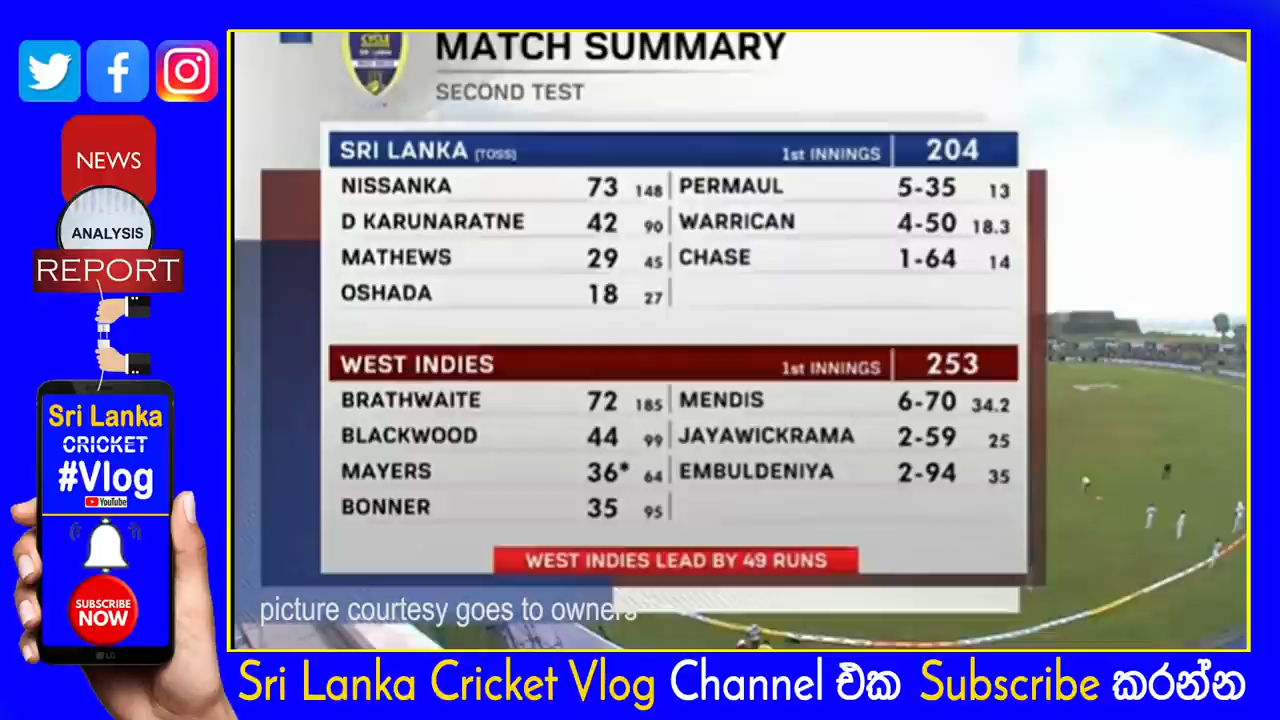 MATCH SUMMARY
SECOND TEST
SRI LANKA (TOSS) 1st INNINGS 204
NISSANKA 73 148 PERMAUL 5-35 13
D KARUNARATNE 42 90 WARRICAN 4-50 18.3
MATHEWS 29 45 CHASE 1-64 14
OSHADA 18 27
WEST INDIES 1st INNINGS 253
BRATHWAITE 72 185 MENDIS 6-70 34.2
BLACKWOOD 44 99 JAYAWICKRAMA 2-59 25
MAYERS 36* 64 EMBULDENIYA 2-94 35
BONNER 35 95
WEST INDIES LEAD BY 49 RUNS
picture courtesy goes to owners
NEWS
ANALYSIS
REPORT
Sri Lanka
CRICKET
#Vlog
YouTube
SUBSCRIBE
NOW
LG
Sri Lanka Cricket Vlog Channel එක Subscribe කරන්න